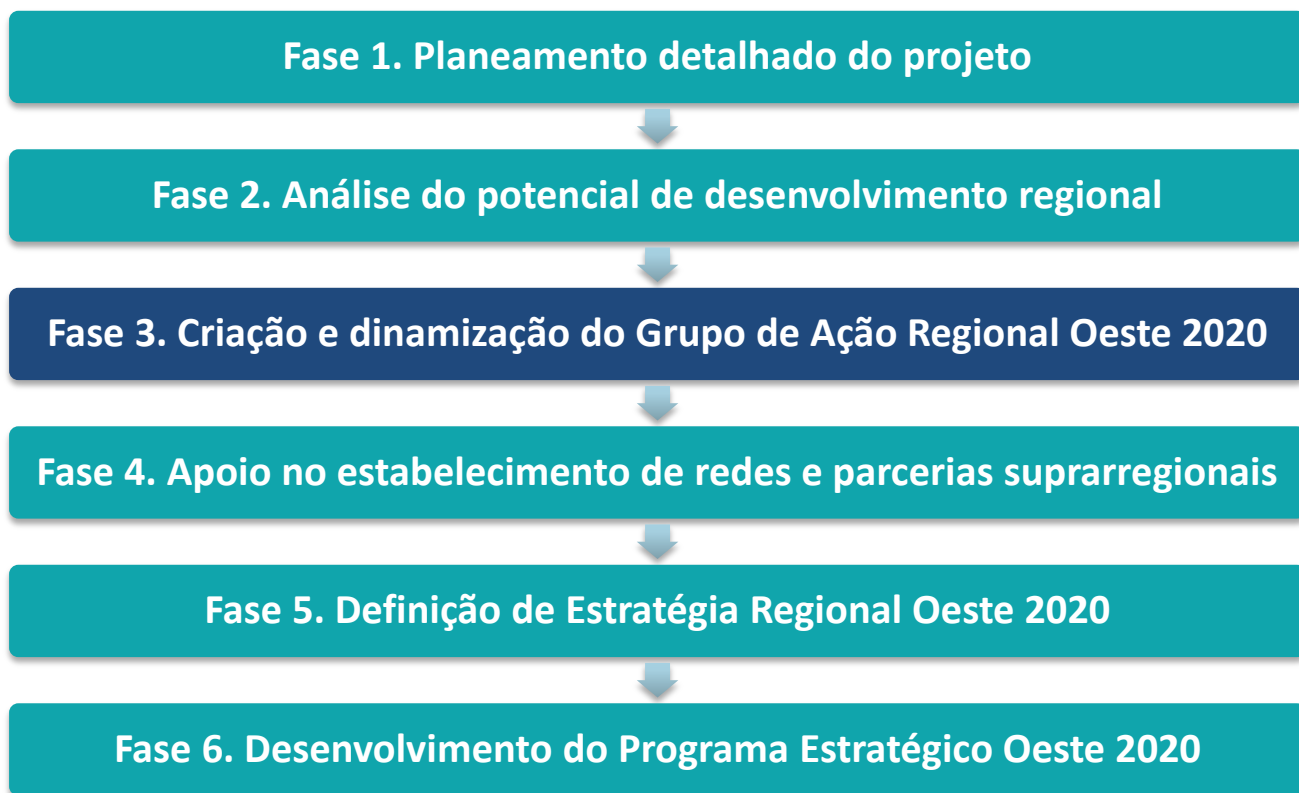 Fase 1. Planeamento detalhado do projeto
Fase 2. Análise do potencial de desenvolvimento regional
Fase 3. Criação e dinamização do Grupo de Ação Regional Oeste 2020
Fase 4. Apoio no estabelecimento de redes e parcerias suprarregionais
Fase 5. Definição de Estratégia Regional Oeste 2020
Fase 6. Desenvolvimento do Programa Estratégico Oeste 2020